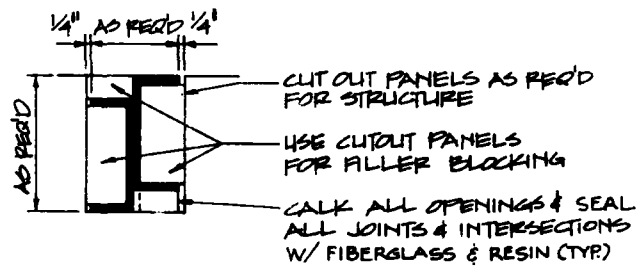 1/4" AS REQ'D 1/4"
AS REQ'D
CUT OUT PANELS AS REQ'D
FOR STRUCTURE
USE CUTOUT PANELS
FOR FILLER BLOCKING
CALK ALL OPENINGS & SEAL
ALL JOINTS & INTERSECTIONS
W/ FIBERGLASS & RESIN (TYP.)